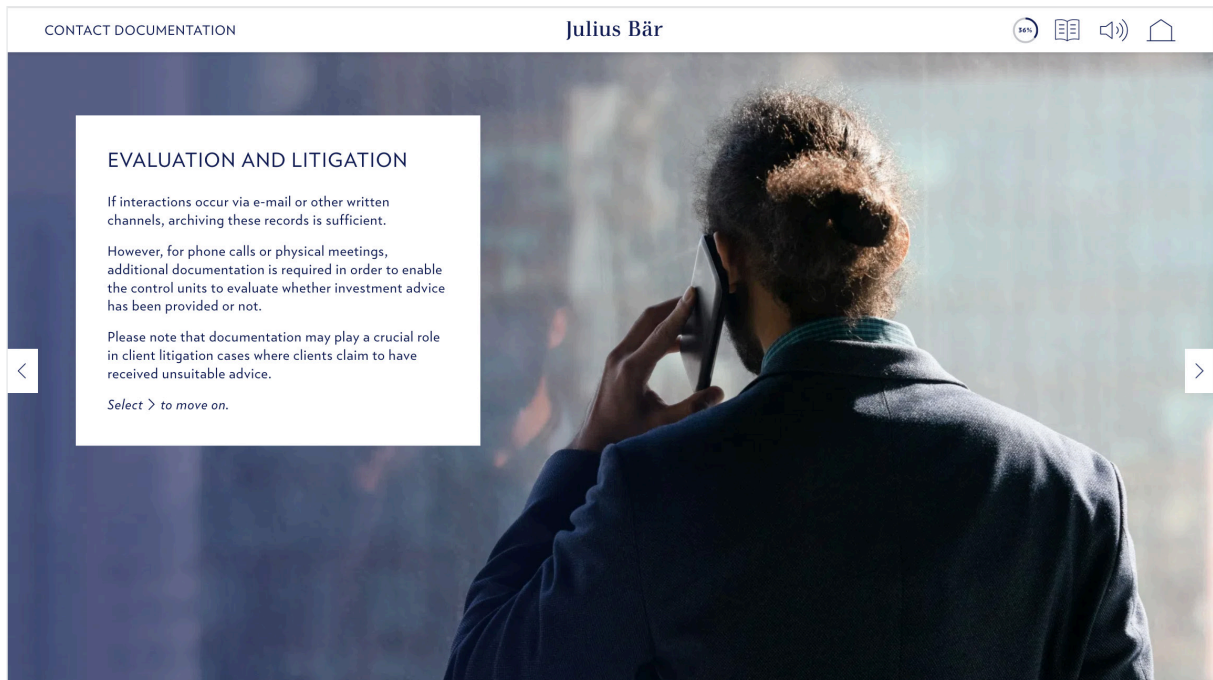 CONTACT DOCUMENTATION
Julius Bär
36%
EVALUATION AND LITIGATION
If interactions occur via e-mail or other written
channels, archiving these records is sufficient.
However, for phone calls or physical meetings,
additional documentation is required in order to enable
the control units to evaluate whether investment advice
has been provided or not.
Please note that documentation may play a crucial role
in client litigation cases where clients claim to have
received unsuitable advice.
Select > to move on.